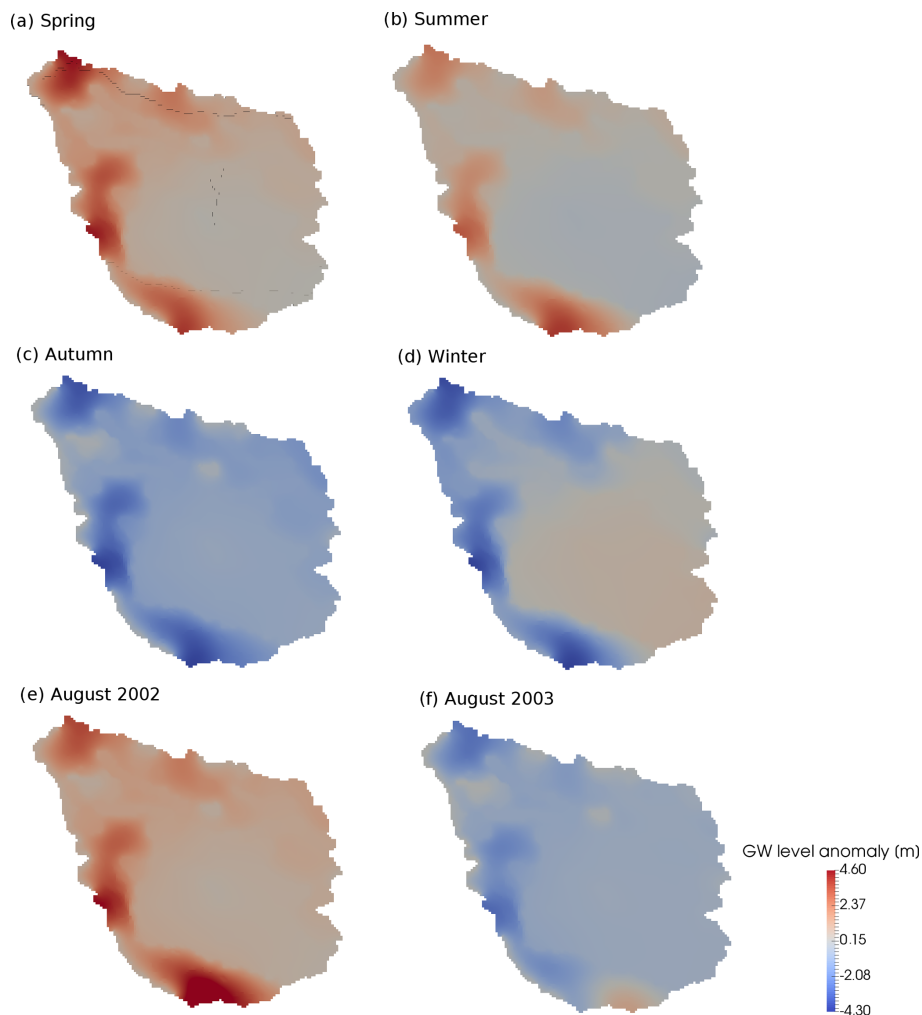 (a) Spring
(b) Summer
(c) Autumn
(d) Winter
(e) August 2002
(f) August 2003
GW level anomaly (m)
4.60
2.37
0.15
-2.08
-4.30